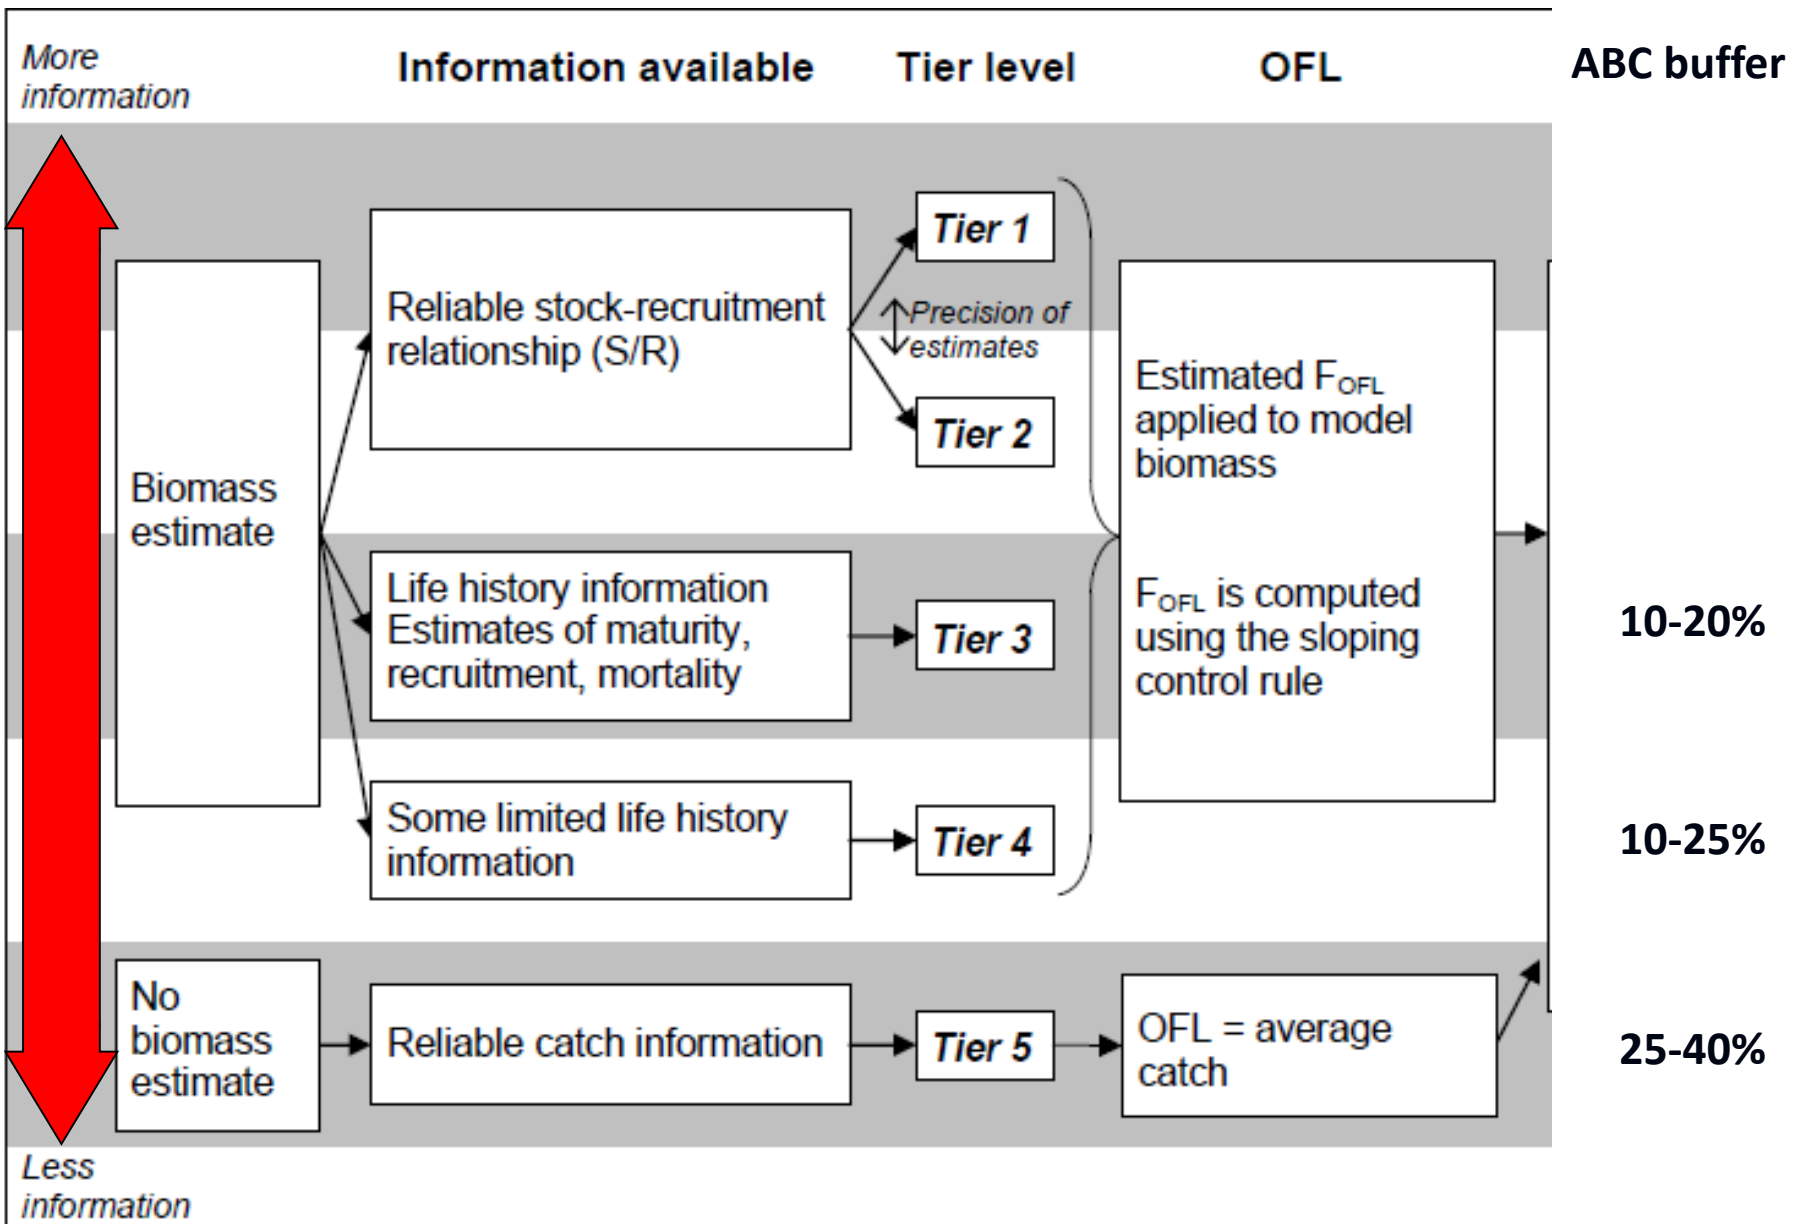 More
information
Information available
Tier level
OFL
ABC buffer
Biomass
estimate
Reliable stock-recruitment
relationship (S/R)
Tier 1
Precision of
estimates
Tier 2
Estimated FOFL
applied to model
biomass
FOFL is computed
using the sloping
control rule
Life history information
Estimates of maturity,
recruitment, mortality
Tier 3
10-20%
Some limited life history
information
Tier 4
10-25%
No
biomass
estimate
Reliable catch information
Tier 5
OFL = average
catch
25-40%
Less
information